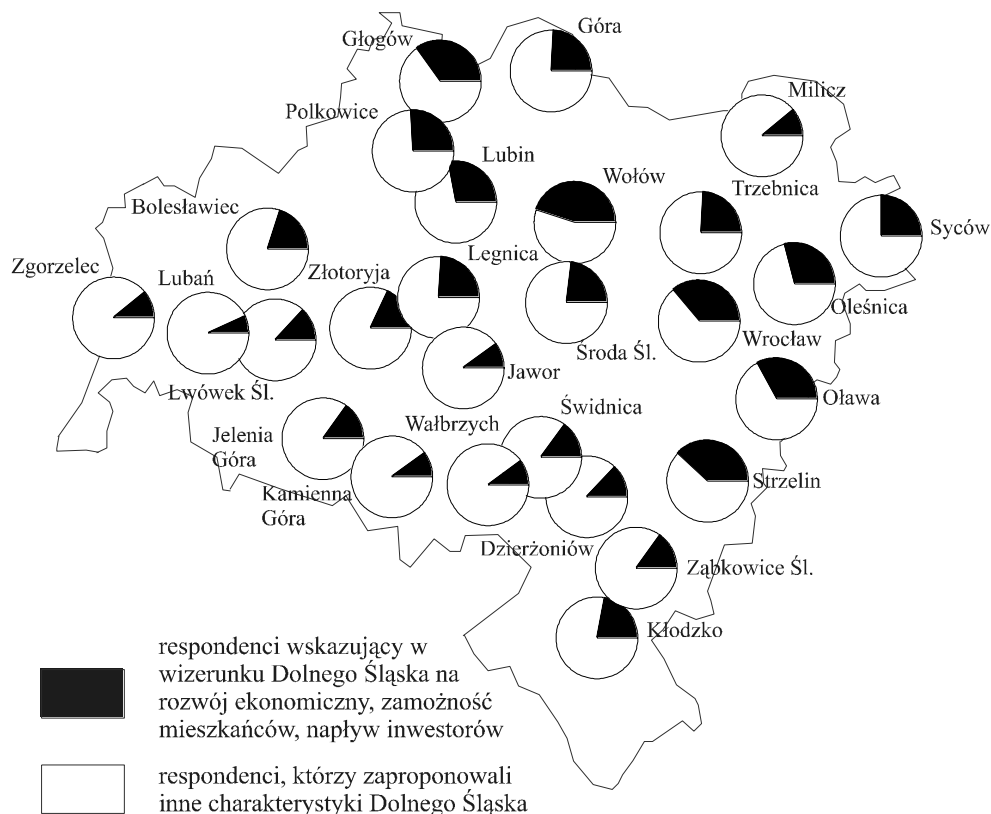 Góra
Głogów
Milicz
Polkowice
Lubin
Wołów
Trzebnica
Bolesławiec
Syców
Legnica
Zgorzelec
Lubań
Złotoryja
Oleśnica
Wrocław
Środa Śl.
Jawor
Lwówek Śl.
Oława
Świdnica
Wałbrzych
Jelenia
Góra
Strzelin
Kamienna
Góra
Dzierżoniów
Ząbkowice Śl.
Kłodzko
respondenci wskazujący w
wizerunku Dolnego Śląska na
rozwój ekonomiczny, zamożność
mieszkańców, napływ inwestorów
respondenci, którzy zaproponowali
inne charakterystyki Dolnego Śląska